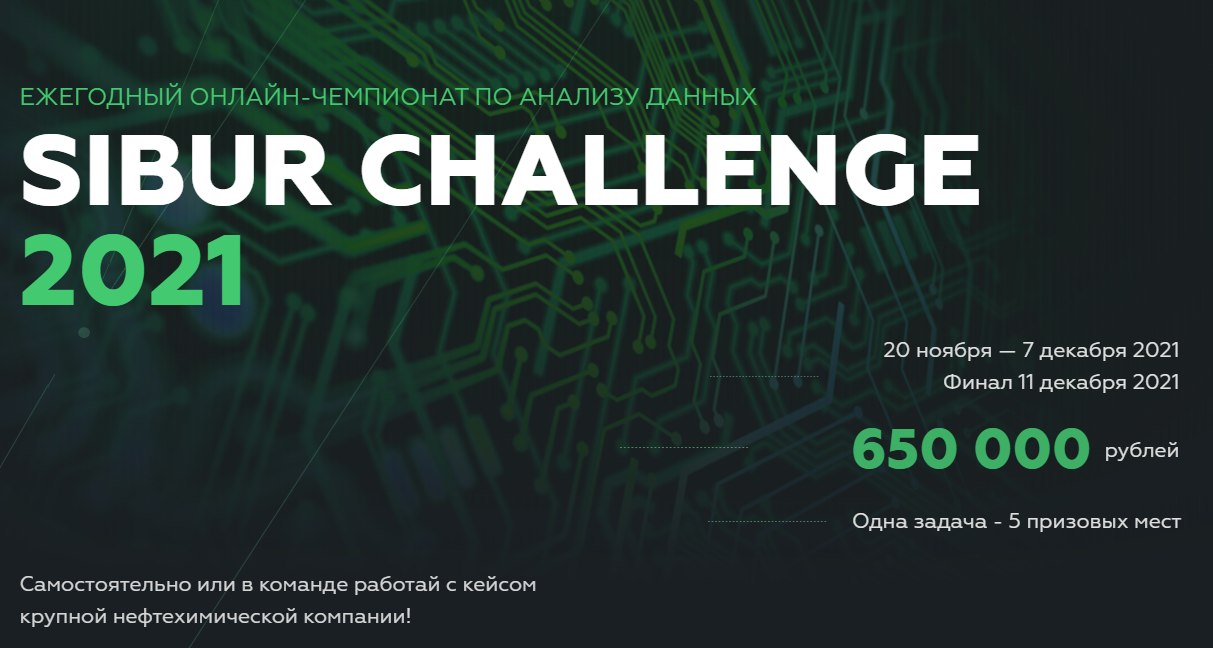 ЕЖЕГОДНЫЙ ОНЛАЙН-ЧЕМПИОНАТ ПО АНАЛИЗУ ДАННЫХ
SIBUR CHALLENGE
2021
20 ноября — 7 декабря 2021
Финал 11 декабря 2021
650 000 рублей
Одна задача - 5 призовых мест
Самостоятельно или в команде работай с кейсом
крупной нефтехимической компании!